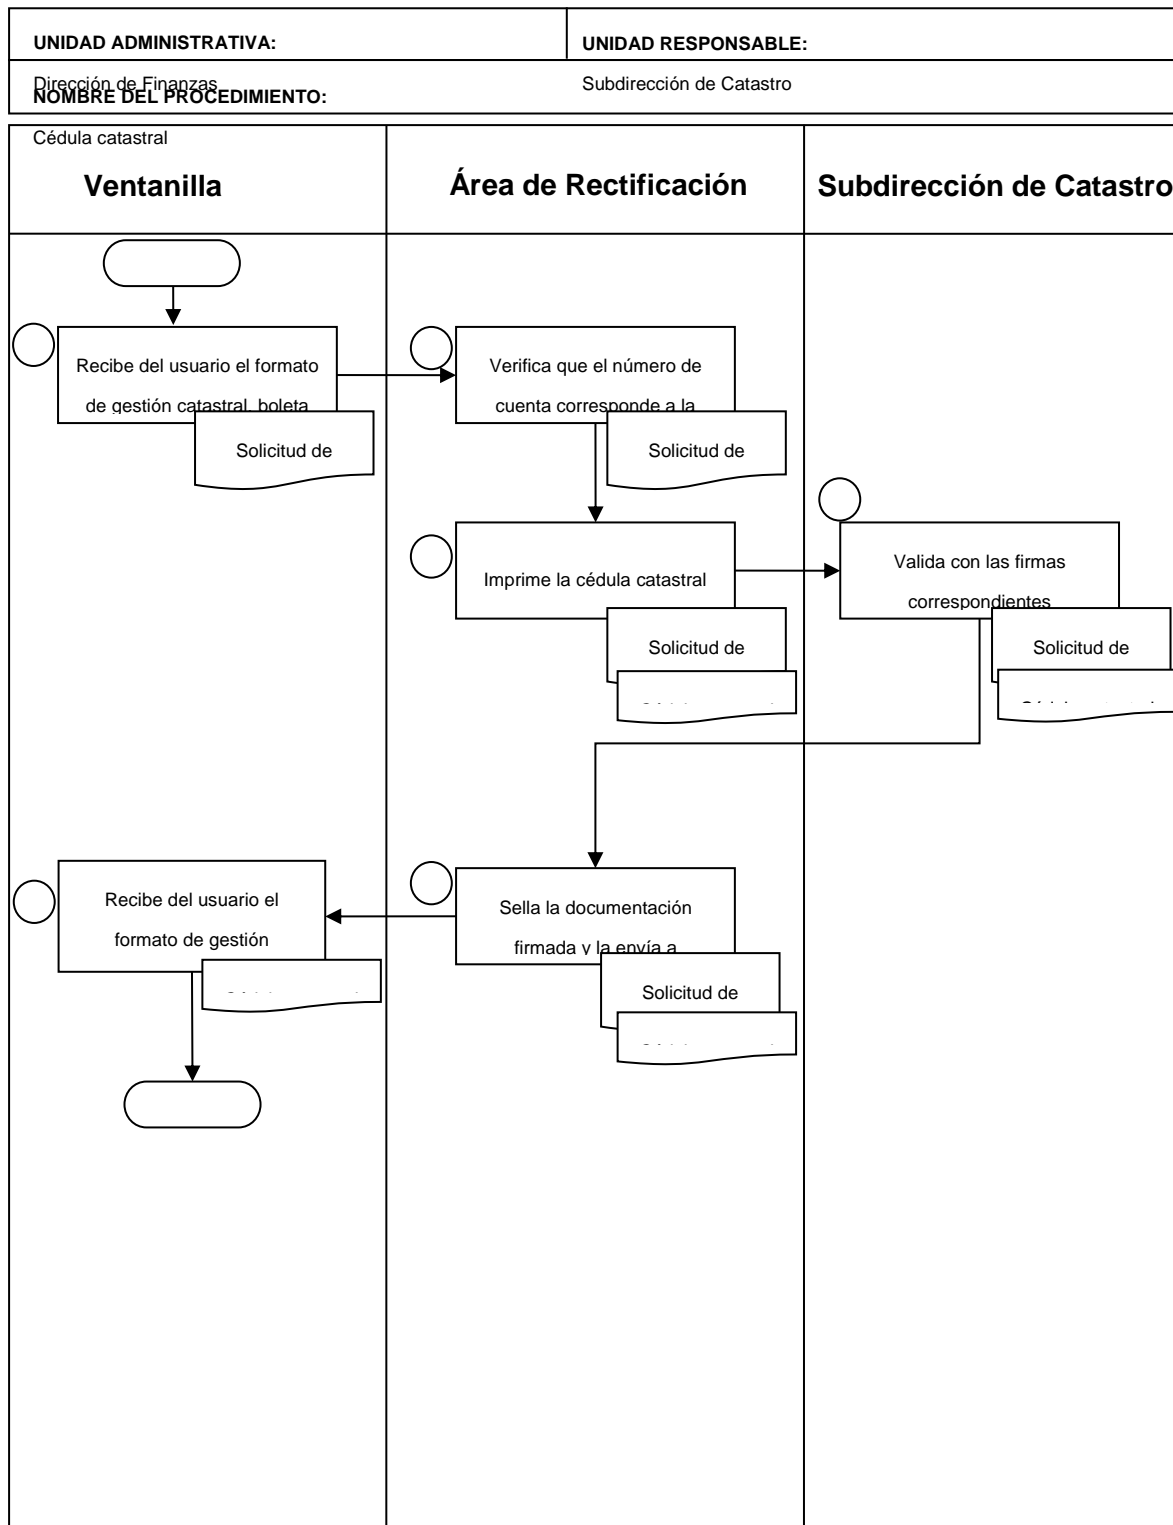 UNIDAD ADMINISTRATIVA:
UNIDAD RESPONSABLE:
Dirección de Finanzas
Subdirección de Catastro
NOMBRE DEL PROCEDIMIENTO:
Cédula catastral
Ventanilla
Área de Rectificación
Subdirección de Catastro
Recibe del usuario el formato
de gestión catastral, boleta
Solicitud de
Verifica que el número de
cuenta corresponde a la
Solicitud de
Imprime la cédula catastral
Solicitud de
Valida con las firmas
correspondientes
Solicitud de
Sella la documentación
firmada y la envía a
Solicitud de
Recibe del usuario el
formato de gestión